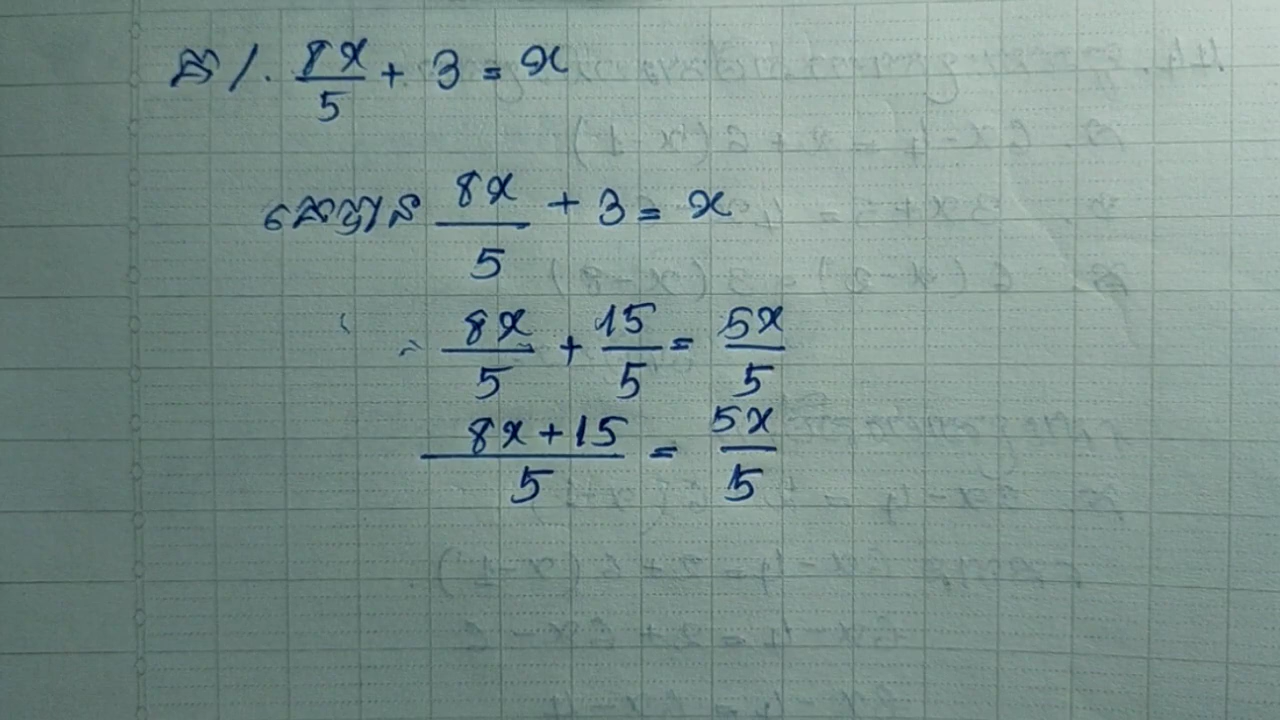 គ/. 8x/5 + 3 = x
គេមាន 8x/5 + 3 = x
8x/5 + 15/5 = 5x/5
8x+15/5 = 5x/5